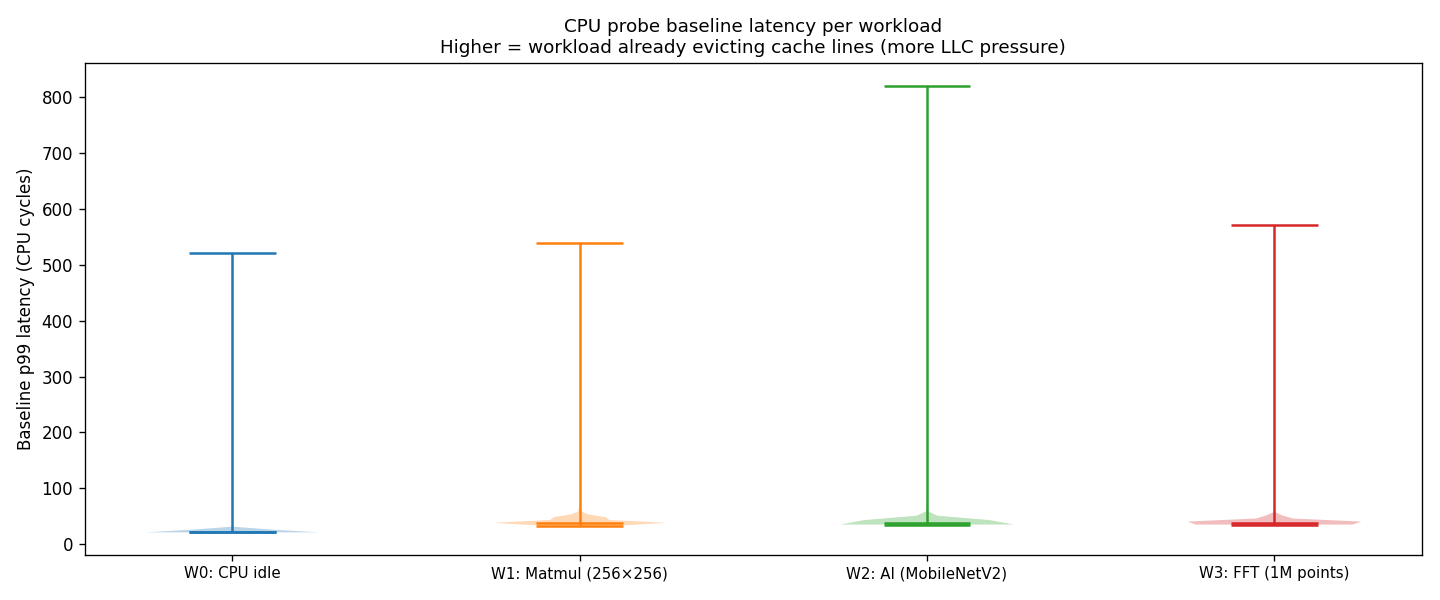 CPU probe baseline latency per workload
Higher = workload already evicting cache lines (more LLC pressure)
Baseline p99 latency (CPU cycles)
800
700
600
500
400
300
200
100
0
W0: CPU idle
W1: Matmul (256×256)
W2: AI (MobileNetV2)
W3: FFT (1M points)